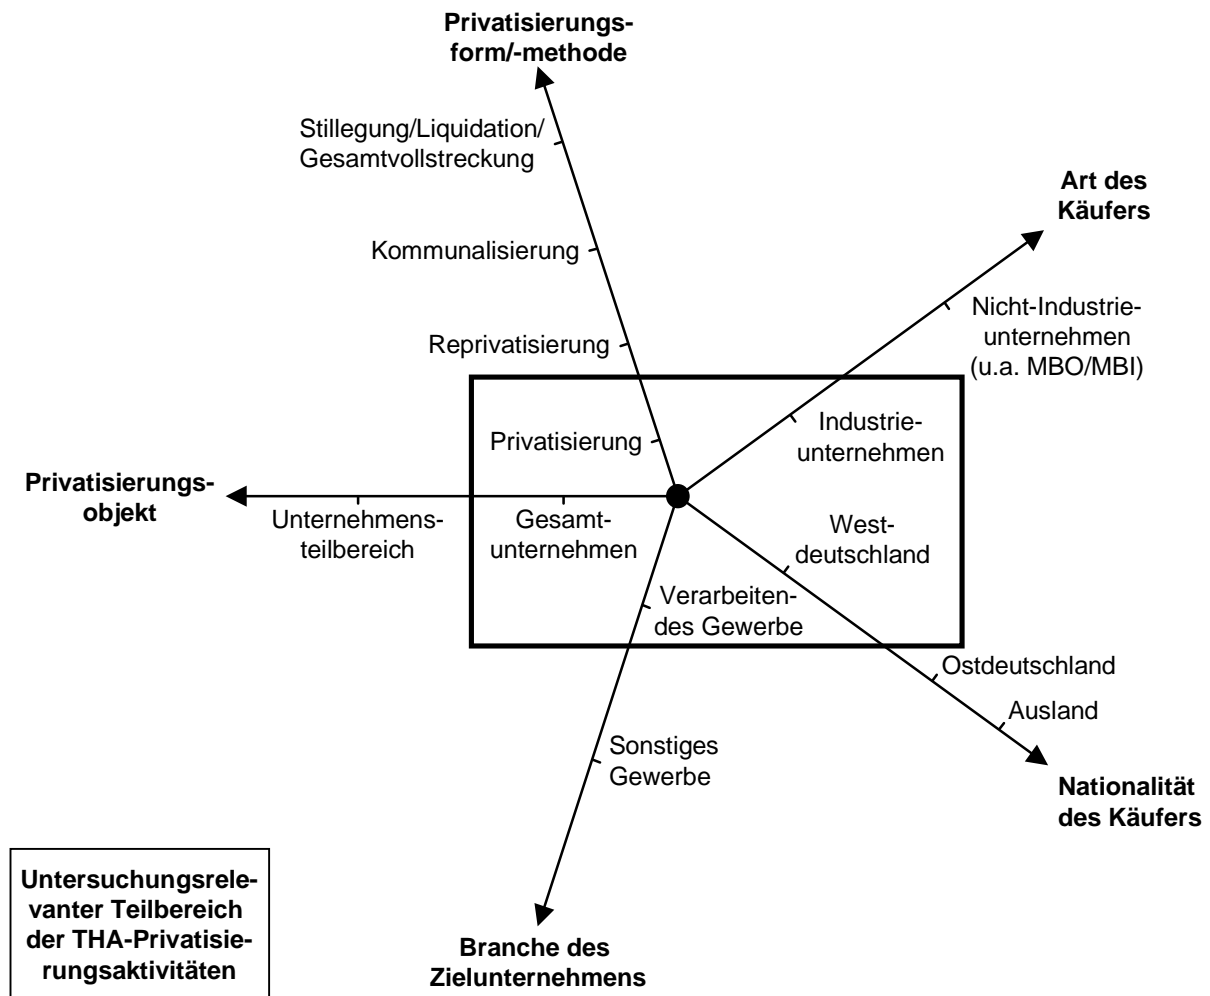 Privatisierungs-
form/-methode
Stillegung/Liquidation/
Gesamtvollstreckung
Art des
Käufers
Kommunalisierung
Nicht-Industrie-
unternehmen
(u.a. MBO/MBI)
Reprivatisierung
Privatisierung
Industrie-
unternehmen
Privatisierungs-
objekt
Unternehmens-
teilbereich
Gesamt-
unternehmen
West-
deutschland
Verarbeiten-
des Gewerbe
Ostdeutschland
Ausland
Sonstiges
Gewerbe
Nationalität
des Käufers
Untersuchungsrele-
vanter Teilbereich
der THA-Privatisie-
rungsaktivitäten
Branche des
Zielunternehmens